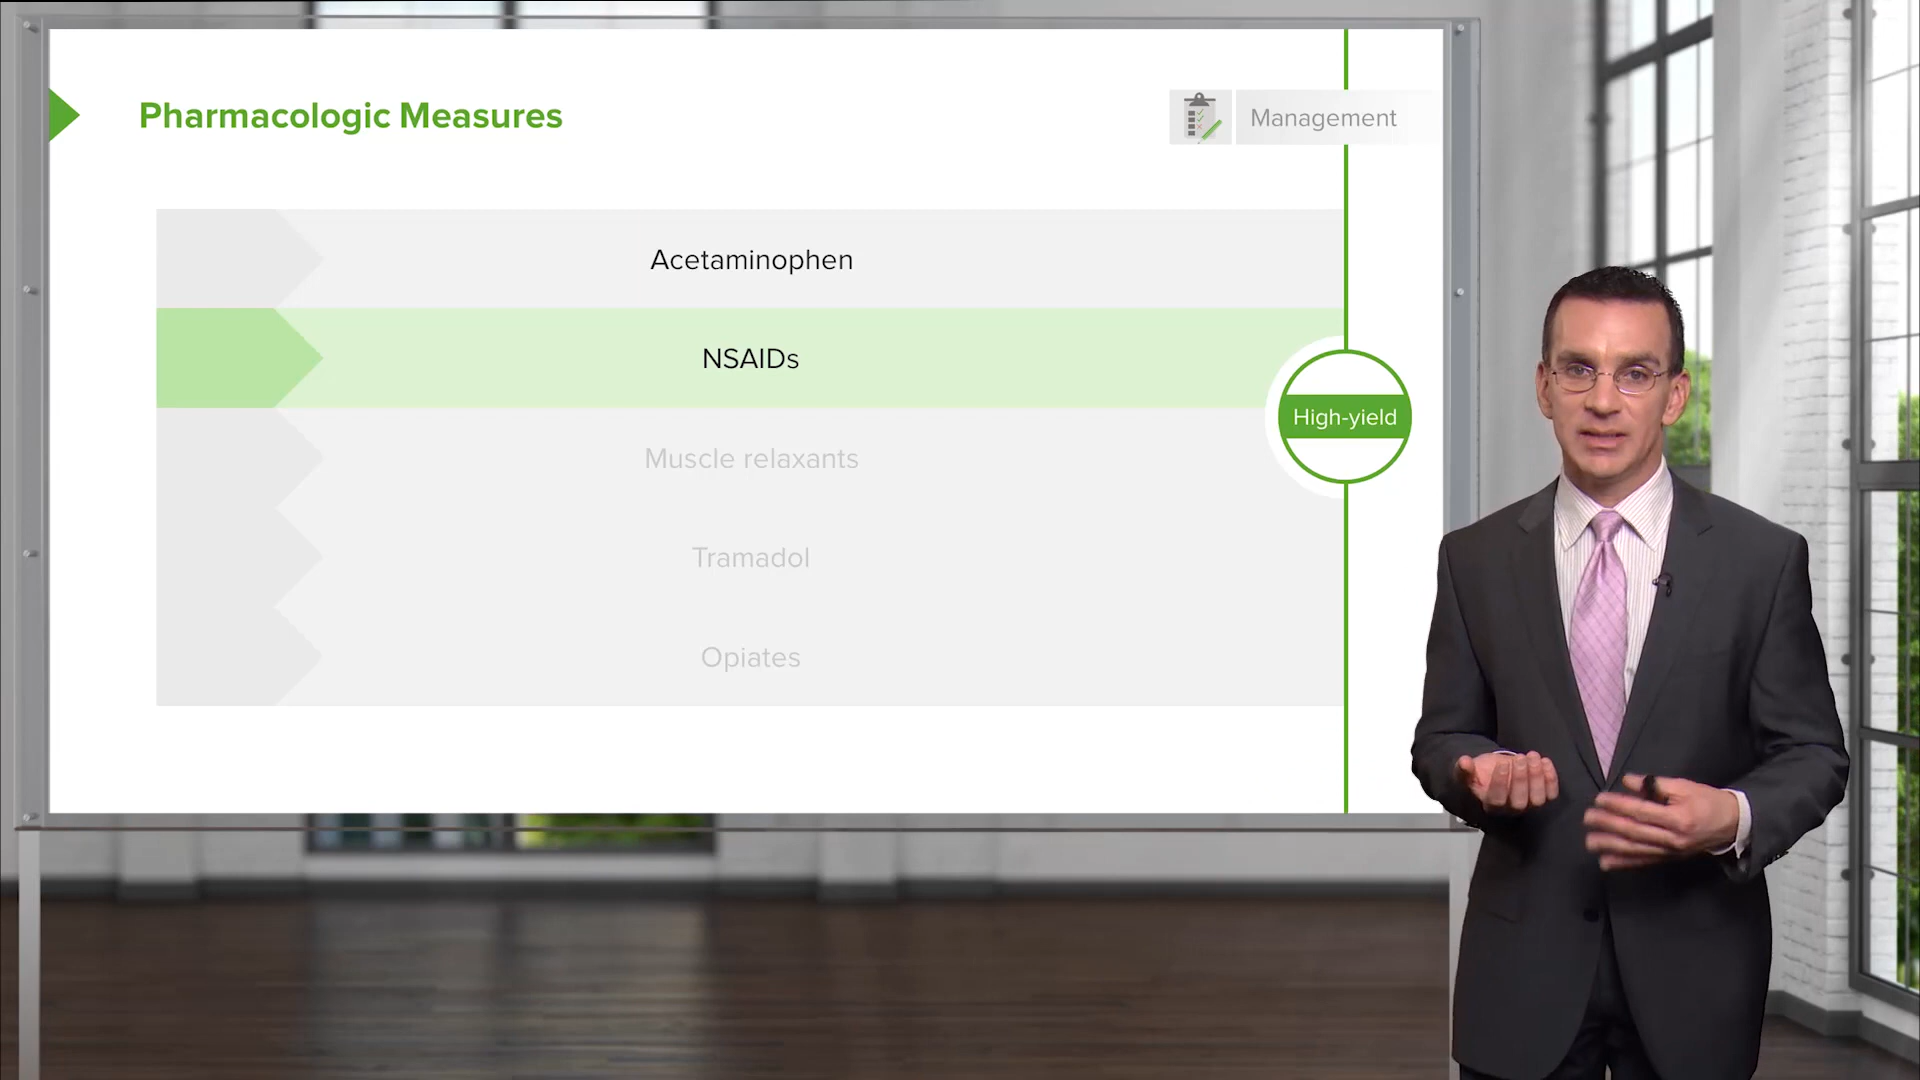 Pharmacologic Measures
Management
Acetaminophen
NSAIDs
High-yield
Muscle relaxants
Tramadol
Opiates